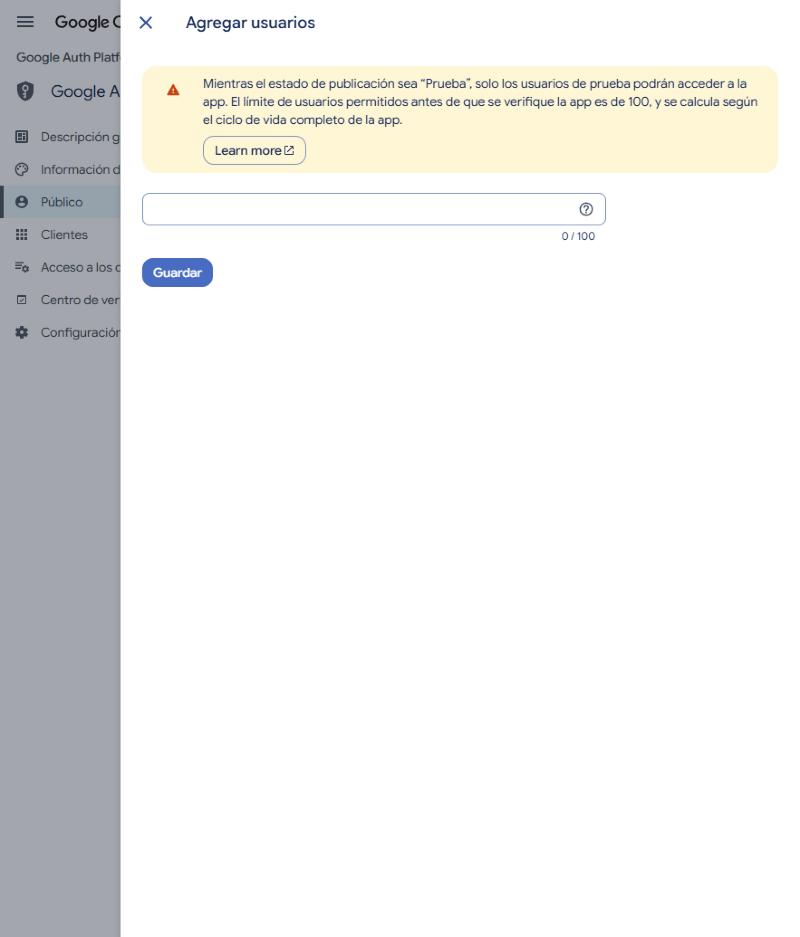 Google C
Agregar usuarios
Google Auth Platf
Google A
Descripción g
Información d
Público
Clientes
Acceso a los c
Centro de ver
Configuración
Mientras el estado de publicación sea “Prueba”, solo los usuarios de prueba podrán acceder a la
app. El límite de usuarios permitidos antes de que se verifique la app es de 100, y se calcula según
el ciclo de vida completo de la app.
Learn more
0 / 100
Guardar